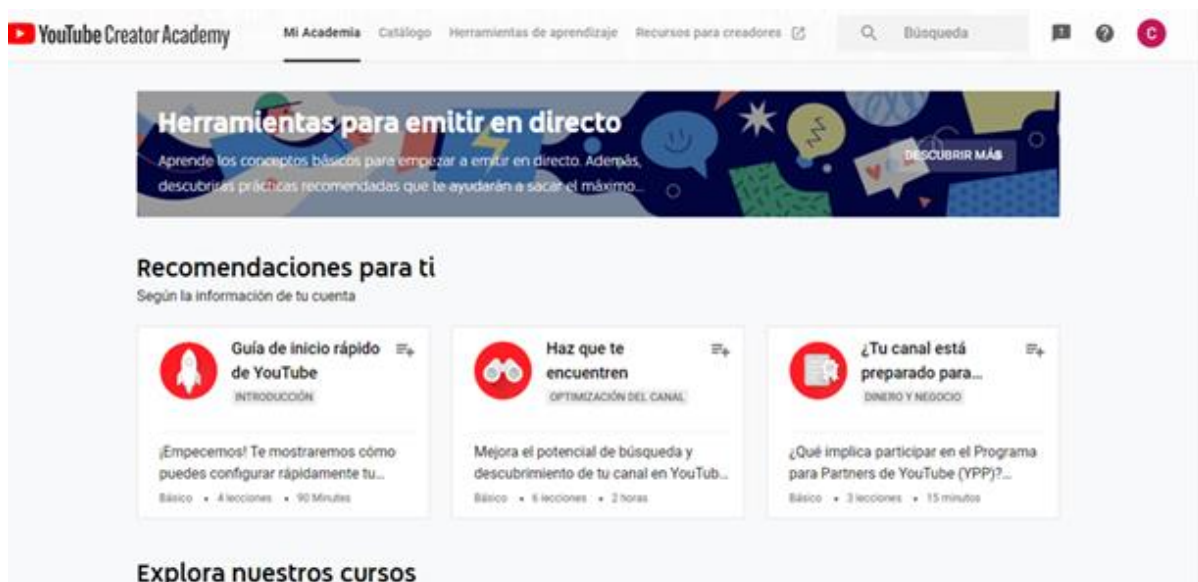 YouTube Creator Academy
Mi Academia Catálogo Herramientas de aprendizaje Recursos para creadores Búsqueda C
Herramientas para emitir en directo
Aprende los conceptos básicos para empezar a emitir en directo. Además,
descubrirás prácticas recomendadas que te ayudarán a sacar el máximo...
DESCUBRIR MÁS
Recomendaciones para ti
Según la información de tu cuenta
Guía de inicio rápido
de YouTube
INTRODUCCIÓN
¡Empecemos! Te mostraremos cómo
puedes configurar rápidamente tu...
Básico • 4 lecciones • 90 Minutes
Haz que te
encuentren
OPTIMIZACIÓN DEL CANAL
Mejora el potencial de búsqueda y
descubrimiento de tu canal en YouTub...
Básico • 6 lecciones • 2 horas
¿Tu canal está
preparado para...
DINERO Y NEGOCIO
¿Qué implica participar en el Programa
para Partners de YouTube (YPP)?...
Básico • 3 lecciones • 15 minutos
Explora nuestros cursos